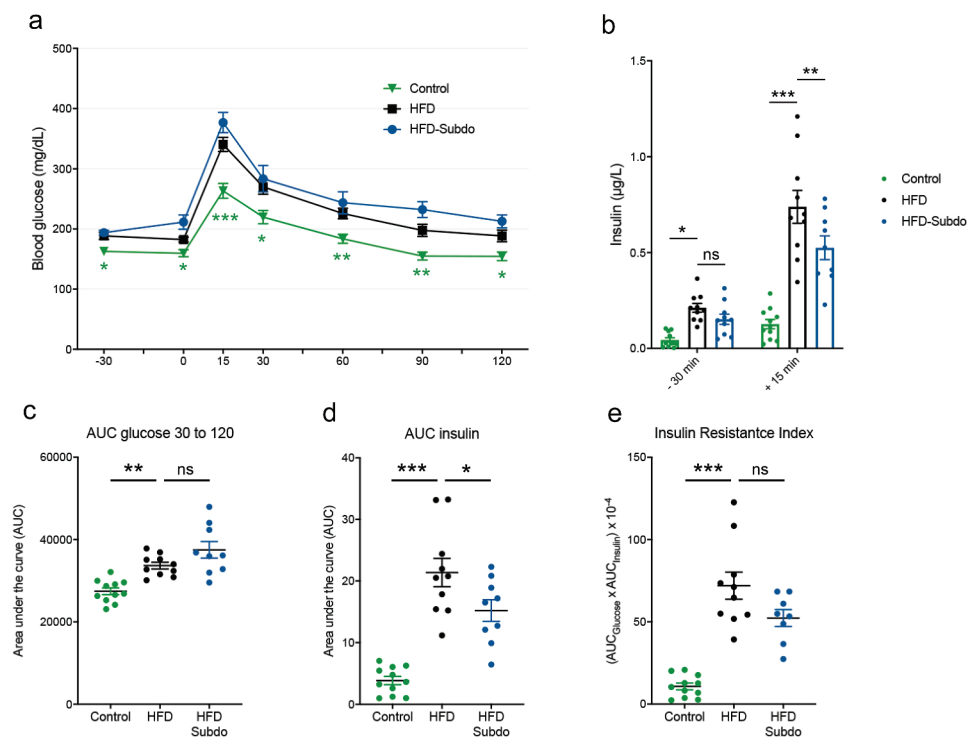 a
500
400
300
200
100
0
Blood glucose (mg/dL)
Control
HFD
HFD-Subdo
***
*
*
*
**
**
*
-30
0
15
30
60
90
120
b
1.5
1.0
0.5
0.0
Insulin (µg/L)
*
ns
***
**
Control
HFD
HFD-Subdo
- 30 min
+ 15 min
c
AUC glucose 30 to 120
60000
40000
20000
0
Area under the curve (AUC)
**
ns
Control
HFD
HFD
Subdo
d
AUC insulin
40
30
20
10
0
Area under the curve (AUC)
***
*
Control
HFD
HFD
Subdo
e
Insulin Resistantce Index
150
100
50
0
(AUCGlucose x AUCInsulin) x 10-4
***
ns
Control
HFD
HFD
Subdo